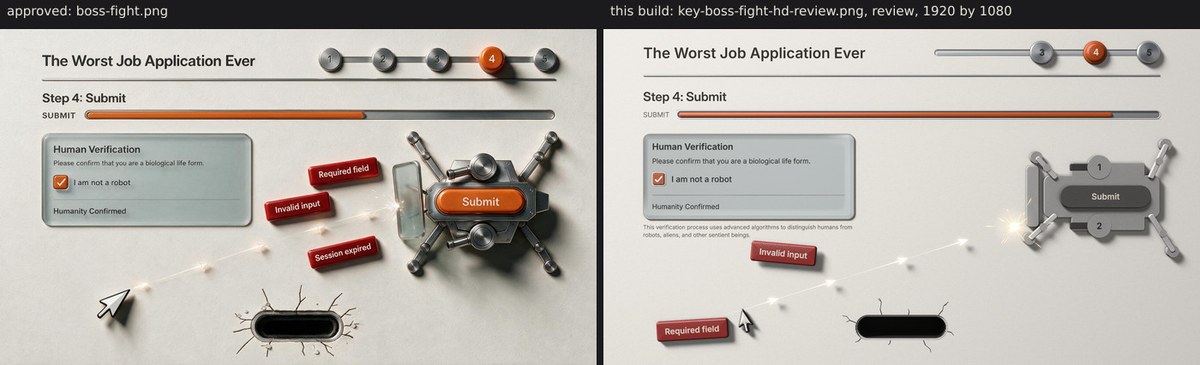 approved: boss-fight.png
The Worst Job Application Ever
1 2 3 4 5
Step 4: Submit
SUBMIT
Human Verification
Please confirm that you are a biological life form.
I am not a robot
Humanity Confirmed
Required field
Invalid input
Session expired
Submit
this build: key-boss-fight-hd-review.png, review, 1920 by 1080
The Worst Job Application Ever
3 4 5
Step 4: Submit
SUBMIT
Human Verification
Please confirm that you are a biological life form.
I am not a robot
Humanity Confirmed
This verification process uses advanced algorithms to distinguish humans from
robots, aliens, and other sentient beings.
Invalid input
Required field
1
Submit
2